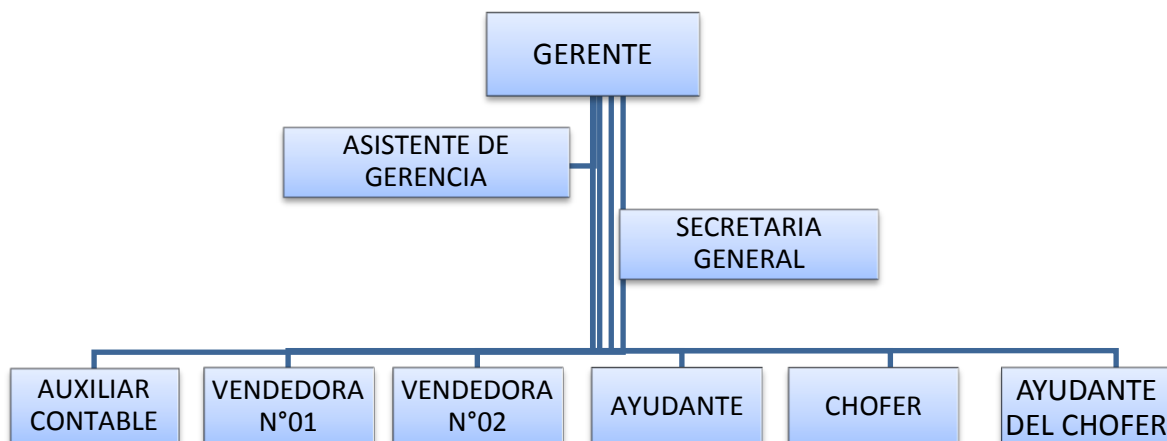 GERENTE
ASISTENTE DE
GERENCIA
SECRETARIA
GENERAL
AUXILIAR
CONTABLE
VENDEDORA
N°01
VENDEDORA
N°02
AYUDANTE
CHOFER
AYUDANTE
DEL CHOFER